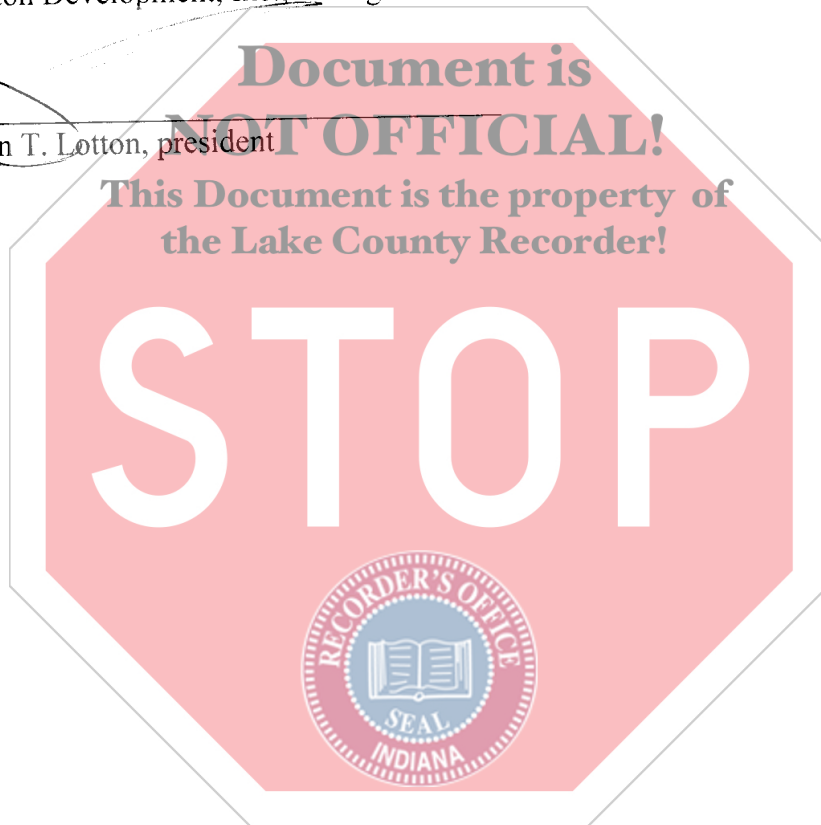 Development,
Document is
NOT OFFICIAL!
n T. Lotton, president
This Document is the property of
the Lake County Recorder!
STOP
RECORDER'S OFFICE
SEAL
INDIANA